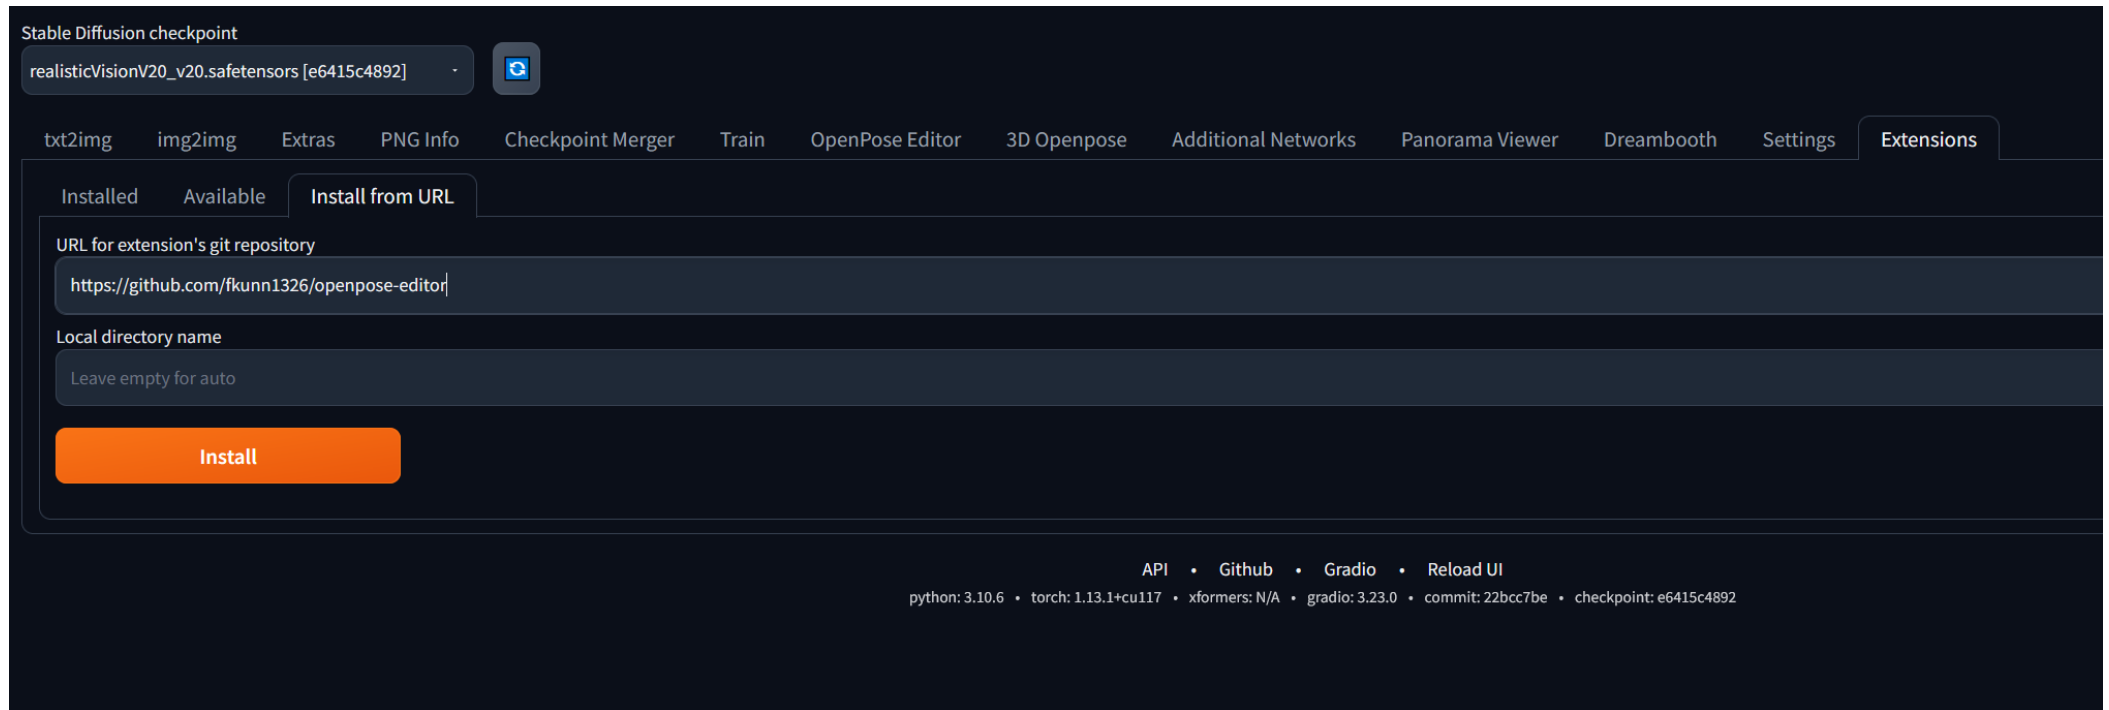 Stable Diffusion checkpoint
realisticVisionV20_v20.safetensors [e6415c4892]
txt2img img2img Extras PNG Info Checkpoint Merger Train OpenPose Editor 3D Openpose Additional Networks Panorama Viewer Dreambooth Settings Extensions
Installed Available Install from URL
URL for extension's git repository
https://github.com/fkunn1326/openpose-editor
Local directory name
Leave empty for auto
Install
API • Github • Gradio • Reload UI
python: 3.10.6 • torch: 1.13.1+cu117 • xformers: N/A • gradio: 3.23.0 • commit: 22bcc7be • checkpoint: e6415c4892